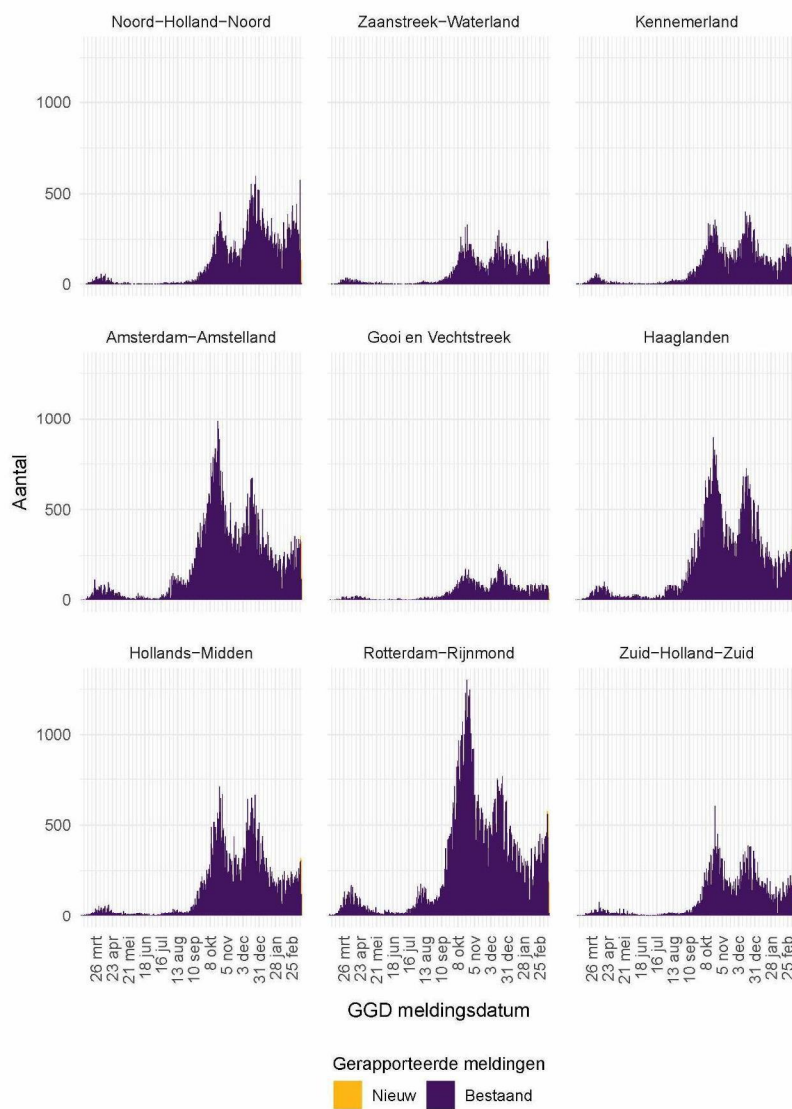 Noord−Holland−Noord Zaanstreek−Waterland Kennemerland
1000
500
0
Amsterdam−Amstelland Gooi en Vechtstreek Haaglanden
1000
500
0
Aantal
Hollands−Midden Rotterdam−Rijnmond Zuid−Holland−Zuid
1000
500
0
26 mrt 23 apr 21 mei 18 jun 16 jul 13 aug 10 sep 8 okt 5 nov 3 dec 31 dec 28 jan 25 feb
26 mrt 23 apr 21 mei 18 jun 16 jul 13 aug 10 sep 8 okt 5 nov 3 dec 31 dec 28 jan 25 feb
26 mrt 23 apr 21 mei 18 jun 16 jul 13 aug 10 sep 8 okt 5 nov 3 dec 31 dec 28 jan 25 feb
GGD meldingsdatum
Gerapporteerde meldingen
Nieuw Bestaand